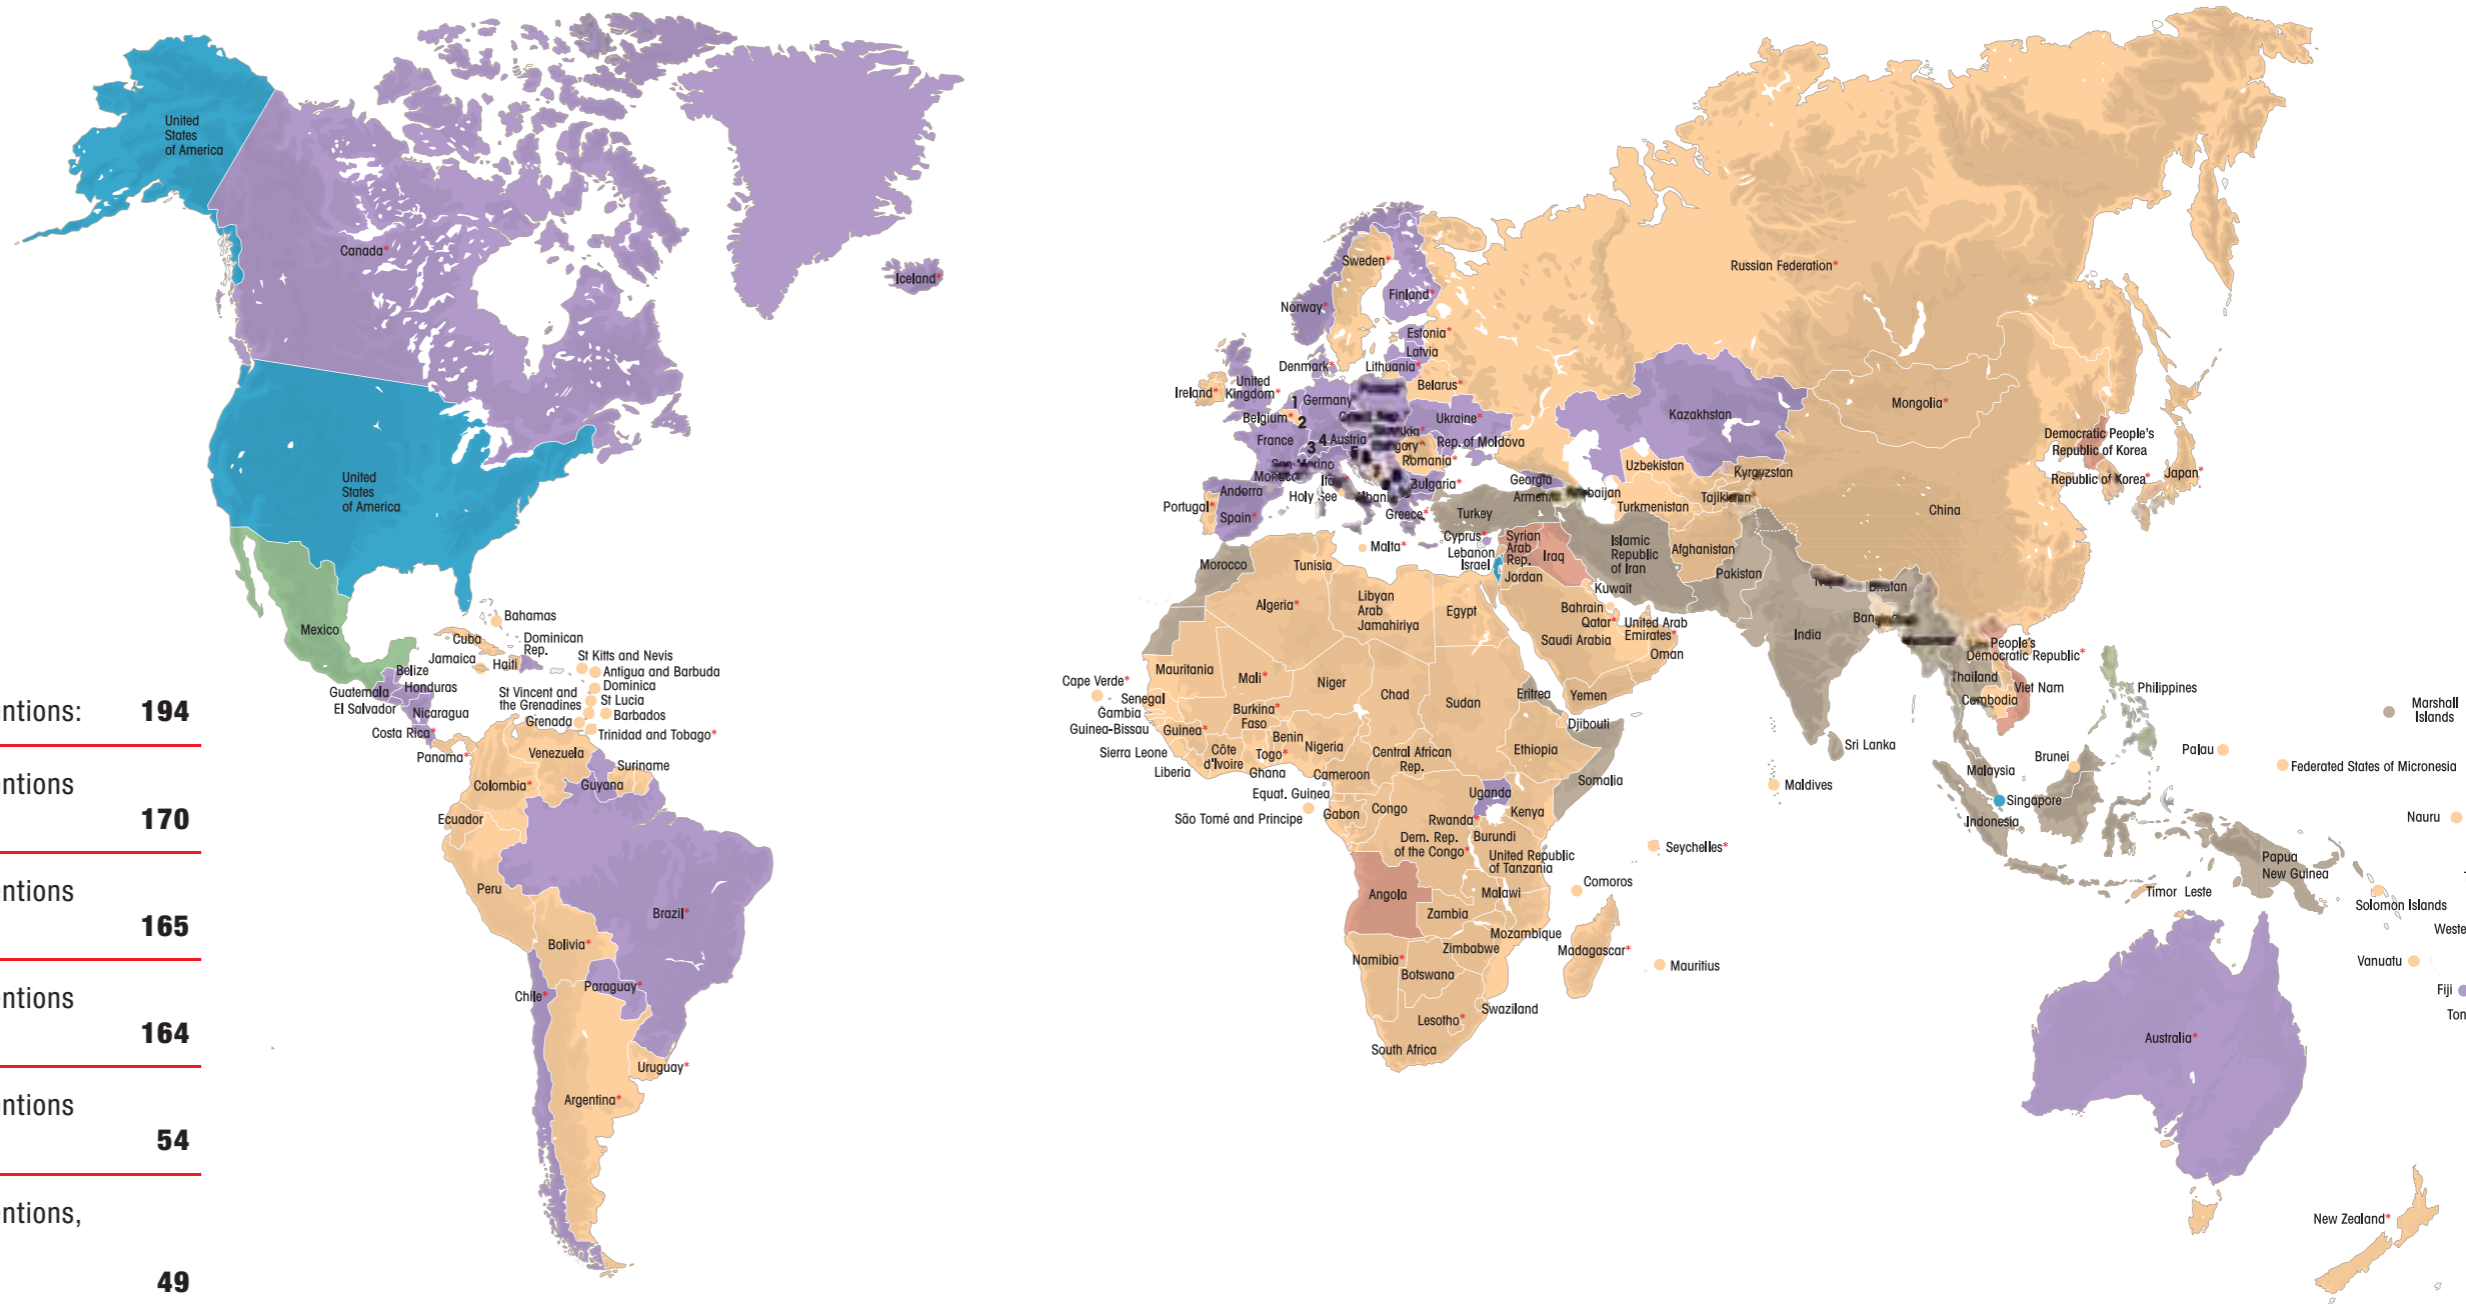 entions: 194
entions
170
entions
165
entions
164
entions
54
entions,
49
United
States
of America
Canada*
Iceland*
United
States
of America
Mexico
Bahamas
Cuba
Dominican
Rep.
Jamaica
Haiti
St Kitts and Nevis
Antigua and Barbuda
Dominica
St Vincent and
the Grenadines
St Lucia
Barbados
Grenada
Trinidad and Tobago*
Belize
Guatemala
Honduras
El Salvador
Nicaragua
Costa Rica*
Panama*
Venezuela
Suriname
Colombia*
Guyana
Ecuador
Peru
Brazil*
Bolivia*
Paraguay*
Chile*
Uruguay*
Argentina*
Sweden*
Norway*
Finland*
Estonia*
Latvia
Denmark*
Lithuania*
Belarus*
Ireland*
United
Kingdom*
1
Germany
Belgium*
2
Ukraine*
France
3
4
Austria
Rep. of Moldova
Romania*
Andorra
Holy See
Bulgaria*
Portugal*
Spain*
Greece*
Georgia
Turkey
Malta*
Cyprus*
Lebanon
Israel
Syrian
Arab
Rep.
Iraq
Jordan
Islamic
Republic
of Iran
Kuwait
Bahrain
Qatar*
United Arab
Emirates*
Saudi Arabia
Oman
Yemen
Russian Federation*
Kazakhstan
Uzbekistan
Kyrgyzstan
Turkmenistan
Afghanistan
Pakistan
Mongolia*
China
Democratic People's
Republic of Korea
Republic of Korea*
Japan*
India
People's
Democratic Republic*
Thailand
Viet Nam
Cambodia
Philippines
Sri Lanka
Maldives
Malaysia
Brunei
Singapore
Indonesia
Palau
Marshall
Islands
Federated States of Micronesia
Nauru
Papua
New Guinea
Timor Leste
Solomon Islands
Weste
Vanuatu
Fiji
Ton
Australia*
New Zealand*
Morocco
Tunisia
Algeria*
Libyan
Arab
Jamahiriya
Egypt
Mauritania
Mali*
Niger
Chad
Sudan
Eritrea
Djibouti
Cape Verde*
Senegal
Gambia
Guinea-Bissau
Guinea*
Burkina*
Faso
Sierra Leone
Liberia
Côte
d'Ivoire
Togo*
Benin
Ghana
Nigeria
Cameroon
Central African
Rep.
Ethiopia
Somalia
Equat. Guinea
São Tomé and Principe
Gabon
Congo
Uganda
Kenya
Rwanda*
Burundi
Dem. Rep.
of the Congo*
United Republic
of Tanzania
Seychelles*
Comoros
Angola
Malawi
Zambia
Mozambique
Zimbabwe
Madagascar*
Mauritius
Namibia*
Botswana
Swaziland
Lesotho*
South Africa